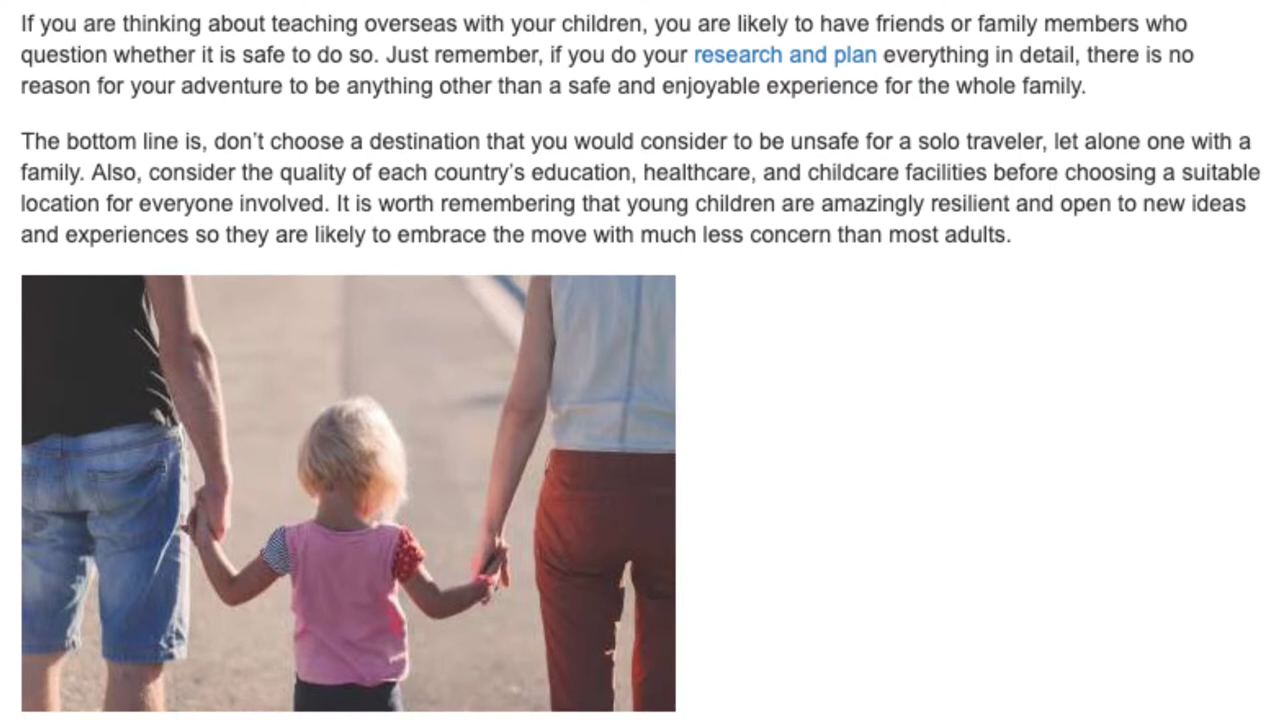 If you are thinking about teaching overseas with your children, you are likely to have friends or family members who
question whether it is safe to do so. Just remember, if you do your research and plan everything in detail, there is no
reason for your adventure to be anything other than a safe and enjoyable experience for the whole family.
The bottom line is, don’t choose a destination that you would consider to be unsafe for a solo traveler, let alone one with a
family. Also, consider the quality of each country’s education, healthcare, and childcare facilities before choosing a suitable
location for everyone involved. It is worth remembering that young children are amazingly resilient and open to new ideas
and experiences so they are likely to embrace the move with much less concern than most adults.